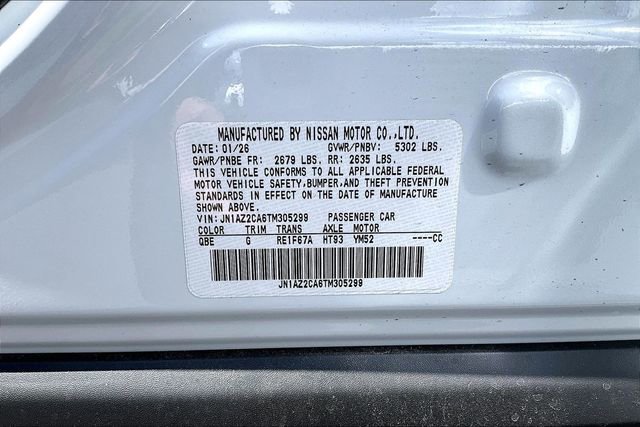 MANUFACTURED BY NISSAN MOTOR CO.,LTD.
DATE: 01/26 GVWR/PNBV: 5302 LBS.
GAWR/PNBE FR: 2679 LBS. RR: 2635 LBS.
THIS VEHICLE CONFORMS TO ALL APPLICABLE FEDERAL
MOTOR VEHICLE SAFETY,BUMPER,AND THEFT PREVENTION
STANDARDS IN EFFECT ON THE DATE OF MANUFACTURE
SHOWN ABOVE.
VIN: JN1AZ2CA6TM305299 PASSENGER CAR
COLOR TRIM TRANS AXLE MOTOR
QBE G RE1F67A HT93 YM52 ----CC
JN1AZ2CA6TM305299